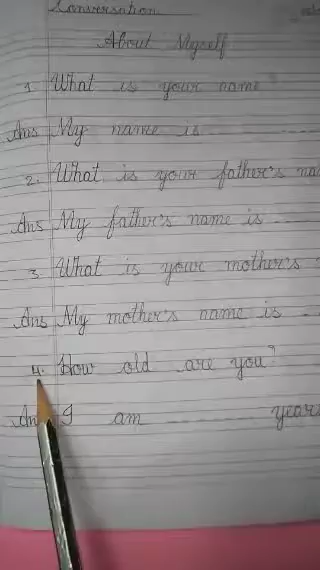 Conversation
About Myself
1. What is your name?
Ans My name is ........
2. What is your father's
Ans My father's name is ....
3. What is your mother's
Ans My mother's name is ...
4. How old are you?
Ans I am ........ years